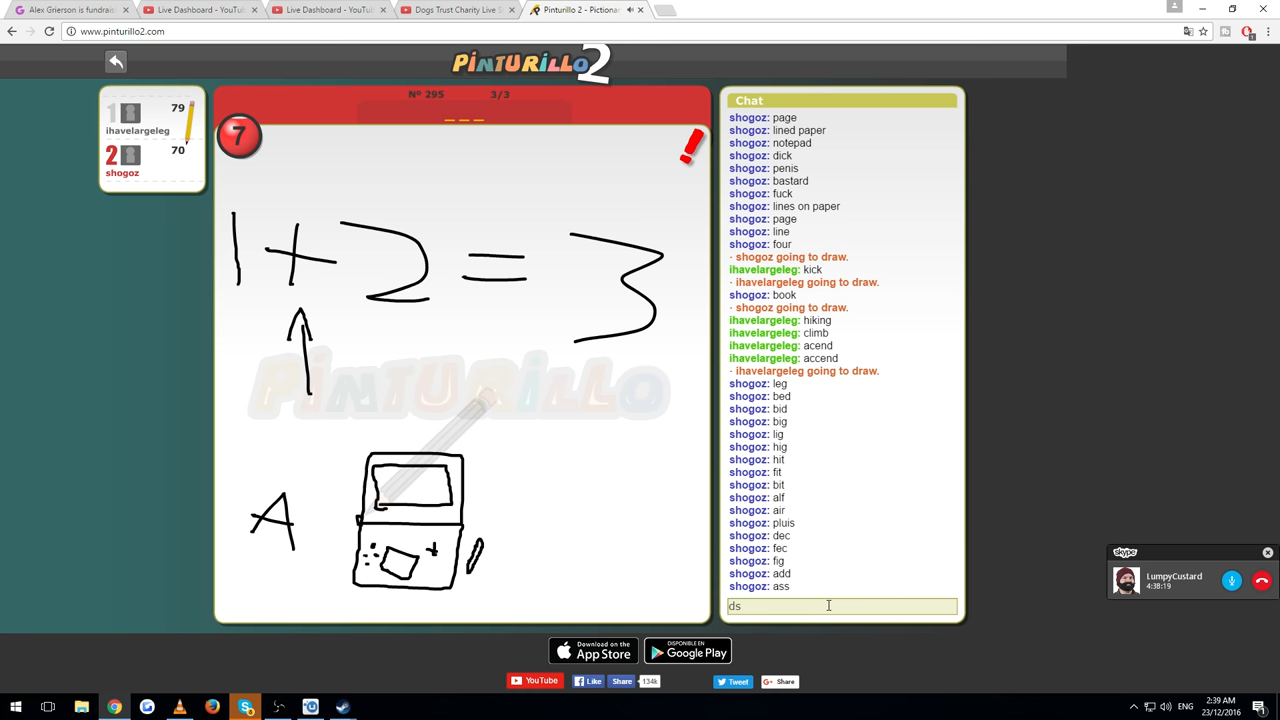 Alex Grierson is fundrais
Live Dashboard - YouTu
Live Dashboard - YouTu
Dogs Trust Charity Live S
Pinturillo 2 - Pictiona
www.pinturillo2.com
PiNTURiLLO 2
1
79
ihavelargeleg
2
70
shogoz
Nº 295
3/3
_ _ _
7
!
1 + 2 = 3
PiNTURiLLO
A
Chat
shogoz: page
shogoz: lined paper
shogoz: notepad
shogoz: dick
shogoz: penis
shogoz: bastard
shogoz: fuck
shogoz: lines on paper
shogoz: page
shogoz: line
shogoz: four
· shogoz going to draw.
ihavelargeleg: kick
· ihavelargeleg going to draw.
shogoz: book
· shogoz going to draw.
ihavelargeleg: hiking
ihavelargeleg: climb
ihavelargeleg: acend
ihavelargeleg: accend
· ihavelargeleg going to draw.
shogoz: leg
shogoz: bed
shogoz: bid
shogoz: big
shogoz: lig
shogoz: hig
shogoz: hit
shogoz: fit
shogoz: bit
shogoz: alf
shogoz: air
shogoz: pluis
shogoz: dec
shogoz: fec
shogoz: fig
shogoz: add
shogoz: ass
ds
skype
LumpyCustard
4:38:19
Download on the
App Store
DISPONIBLE EN
Google Play
YouTube
Like
Share
134k
Tweet
Share
ENG
2:39 AM
23/12/2016